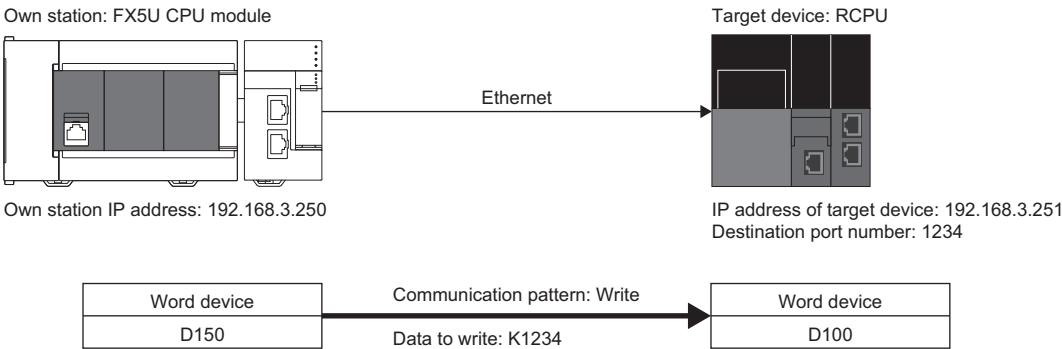 Own station: FX5U CPU module
Target device: RCPU
Ethernet
Own station IP address: 192.168.3.250
IP address of target device: 192.168.3.251
Destination port number: 1234
Word device
D150
Communication pattern: Write
Data to write: K1234
Word device
D100